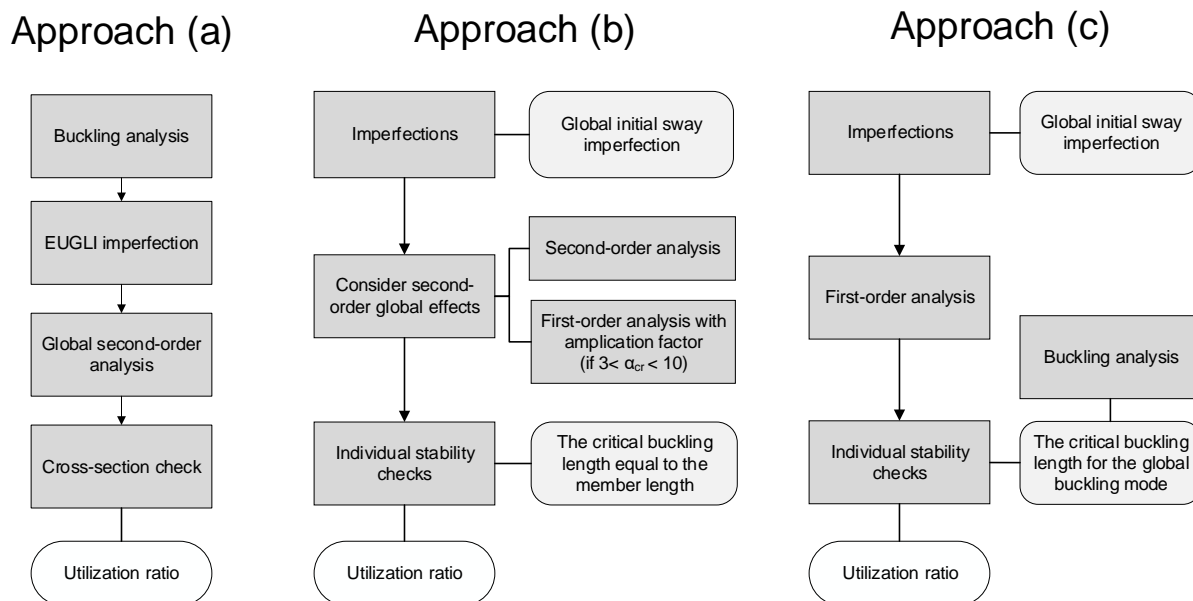 Approach (a)
Buckling analysis
EUGLI imperfection
Global second-order
analysis
Cross-section check
Utilization ratio
Approach (b)
Imperfections
Global initial sway
imperfection
Consider second-
order global effects
Second-order analysis
First-order analysis with
amplication factor
(if 3< αcr < 10)
Individual stability
checks
The critical buckling
length equal to the
member length
Utilization ratio
Approach (c)
Imperfections
Global initial sway
imperfection
First-order analysis
Buckling analysis
Individual stability
checks
The critical buckling
length for the global
buckling mode
Utilization ratio